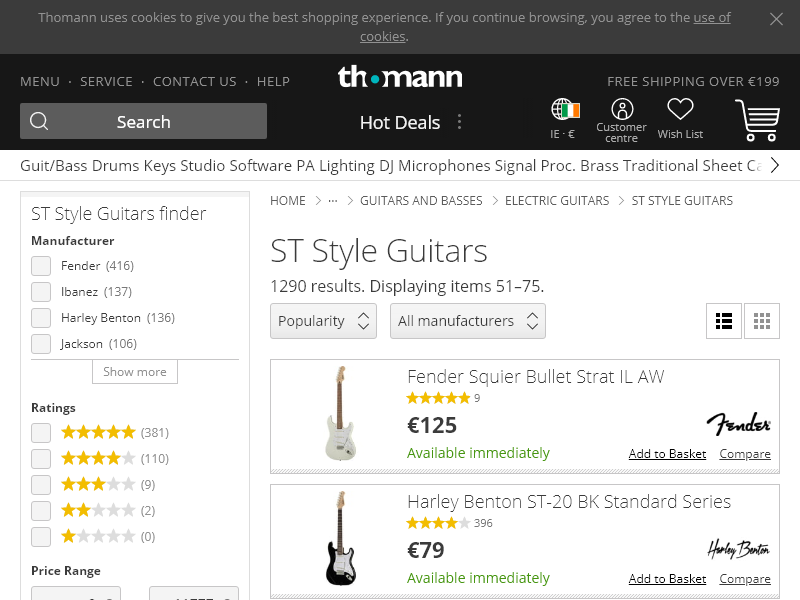 Thomann uses cookies to give you the best shopping experience. If you continue browsing, you agree to the use of
cookies.
MENU · SERVICE · CONTACT US · HELP
th•mann
FREE SHIPPING OVER €199
Search
Hot Deals
IE · €
Customer
centre
Wish List
Guit/Bass Drums Keys Studio Software PA Lighting DJ Microphones Signal Proc. Brass Traditional Sheet
ST Style Guitars finder
Manufacturer
Fender (416)
Ibanez (137)
Harley Benton (136)
Jackson (106)
Show more
Ratings
(381)
(110)
(9)
(2)
(0)
Price Range
HOME > ··· > GUITARS AND BASSES > ELECTRIC GUITARS > ST STYLE GUITARS
ST Style Guitars
1290 results. Displaying items 51–75.
Popularity
All manufacturers
Fender Squier Bullet Strat IL AW
9
€125
Fender
Available immediately
Add to Basket Compare
Harley Benton ST-20 BK Standard Series
396
€79
Harley Benton
Available immediately
Add to Basket Compare